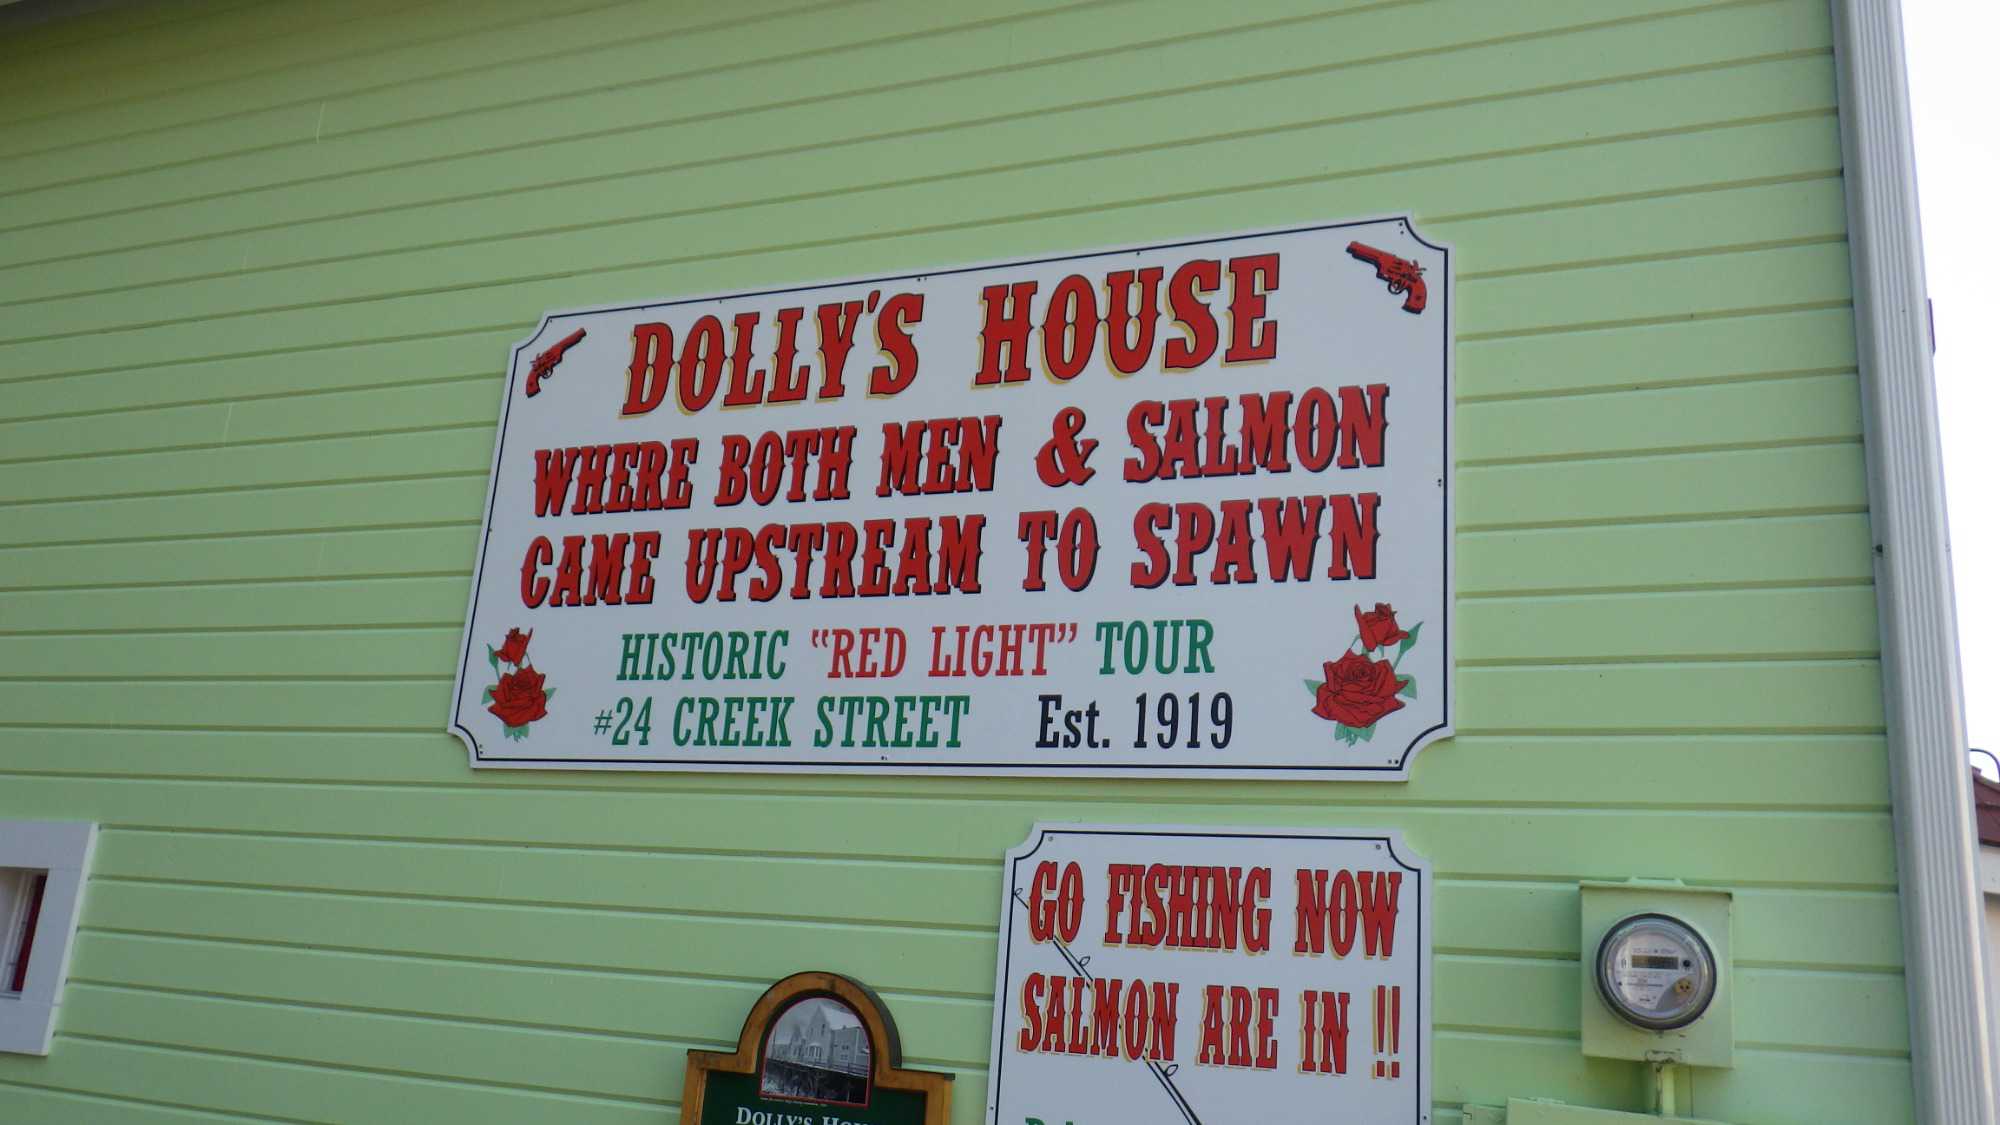 DOLLY'S HOUSE
WHERE BOTH MEN & SALMON
CAME UPSTREAM TO SPAWN
HISTORIC "RED LIGHT" TOUR
#24 CREEK STREET Est. 1919
GO FISHING NOW
SALMON ARE IN !!
DOLLY'S